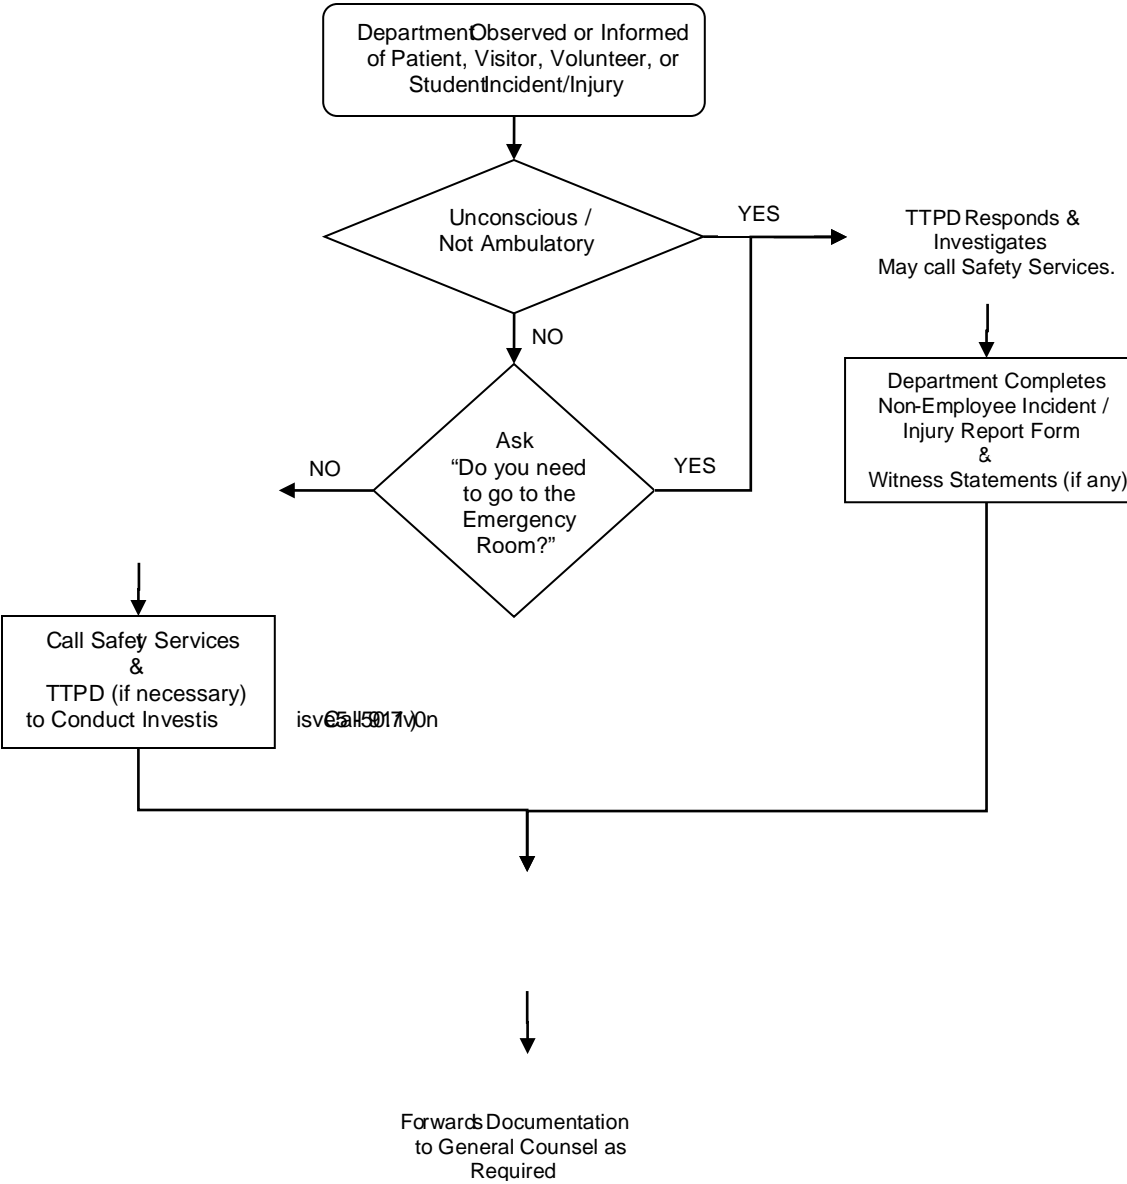 Department Observed or Informed
of Patient, Visitor, Volunteer, or
Student Incident/Injury
Unconscious /
Not Ambulatory
YES
TTPD Responds &
Investigates
May call Safety Services.
NO
Department Completes
Non-Employee Incident /
Injury Report Form
&
Witness Statements (if any)
Ask
“Do you need
to go to the
Emergency
Room?”
NO
YES
Call Safety Services
&
TTPD (if necessary)
to Conduct Investis
Forwards Documentation
to General Counsel as
Required